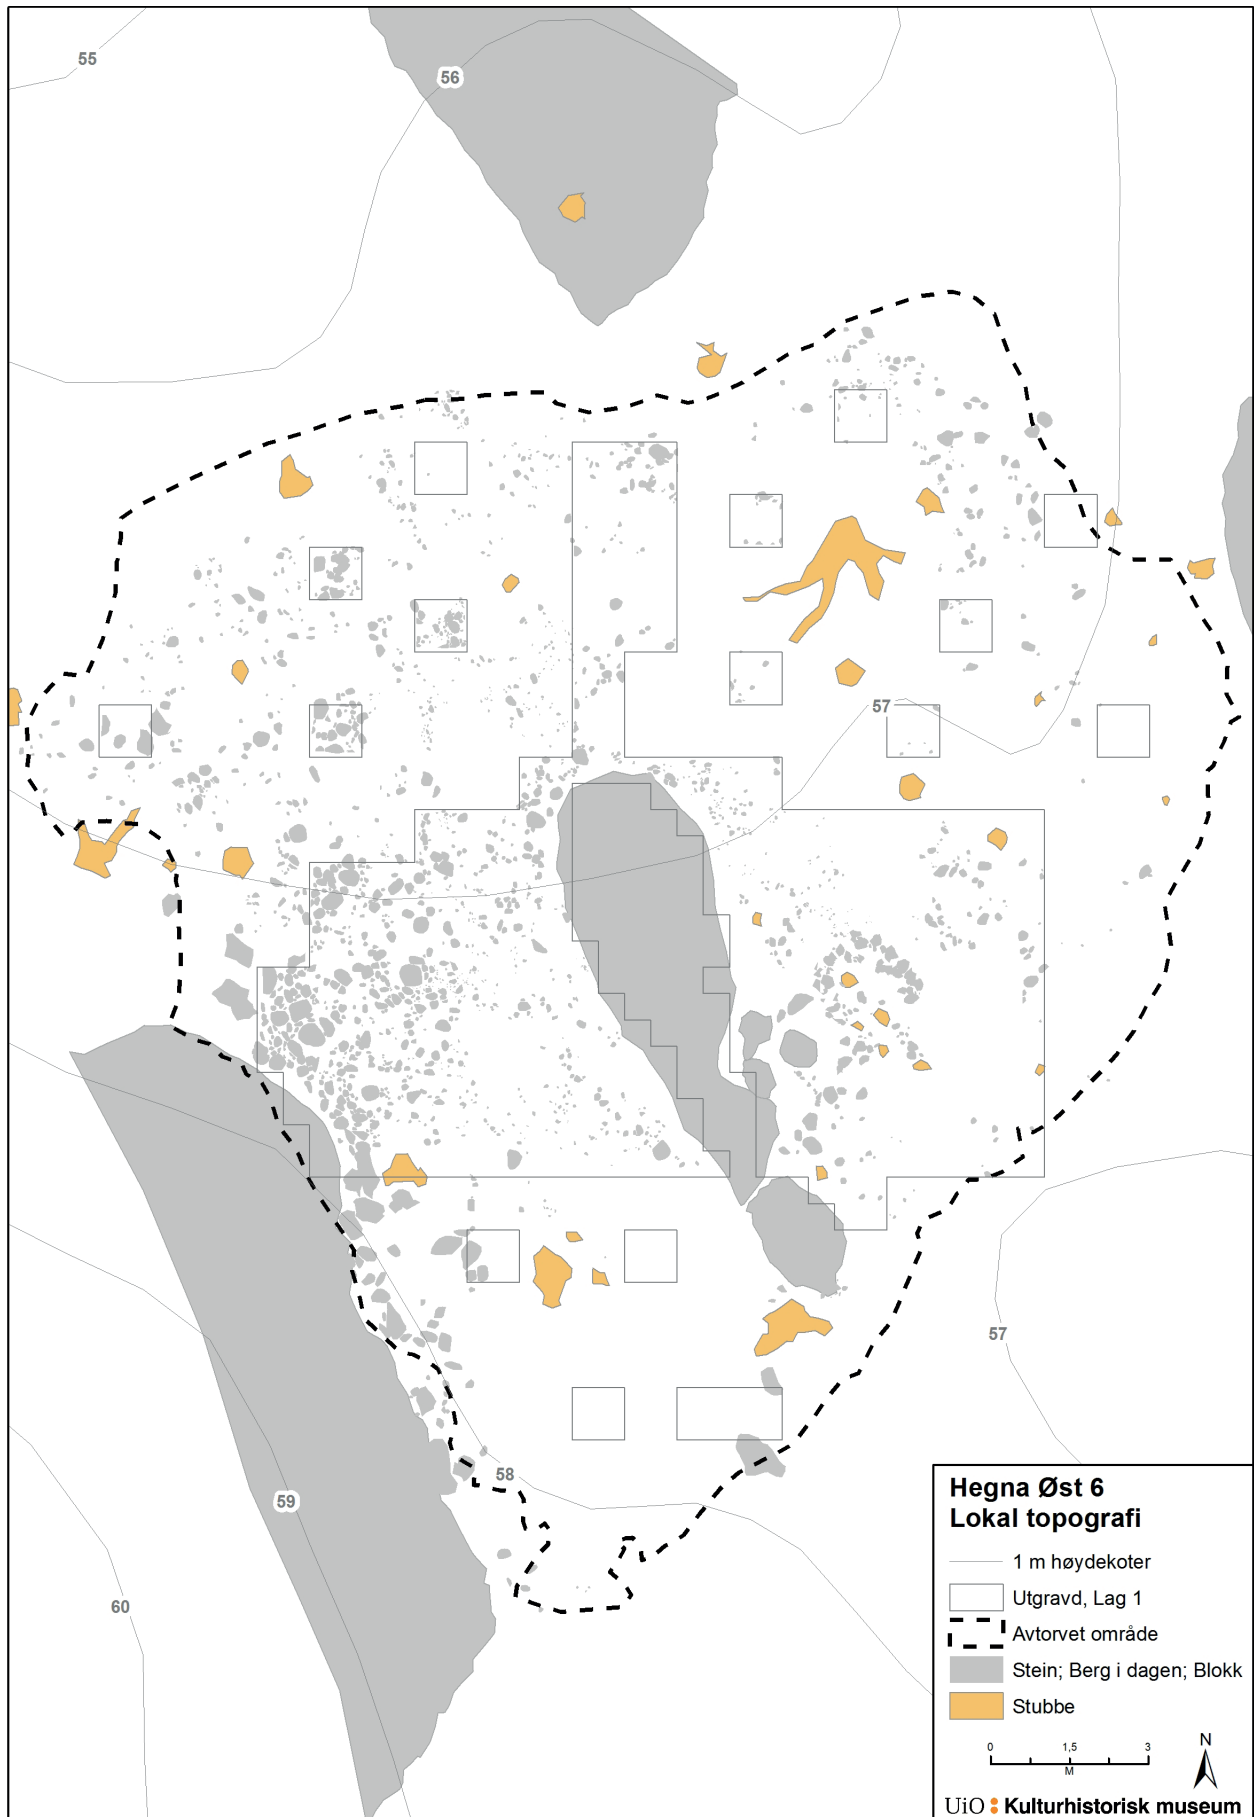 55
56
57
57
58
59
60
Hegna Øst 6
Lokal topografi
1 m høydekoter
Utgravd, Lag 1
Avtorvet område
Stein; Berg i dagen; Blokk
Stubbe
0 1,5 3
M
N
UiO Kulturhistorisk museum